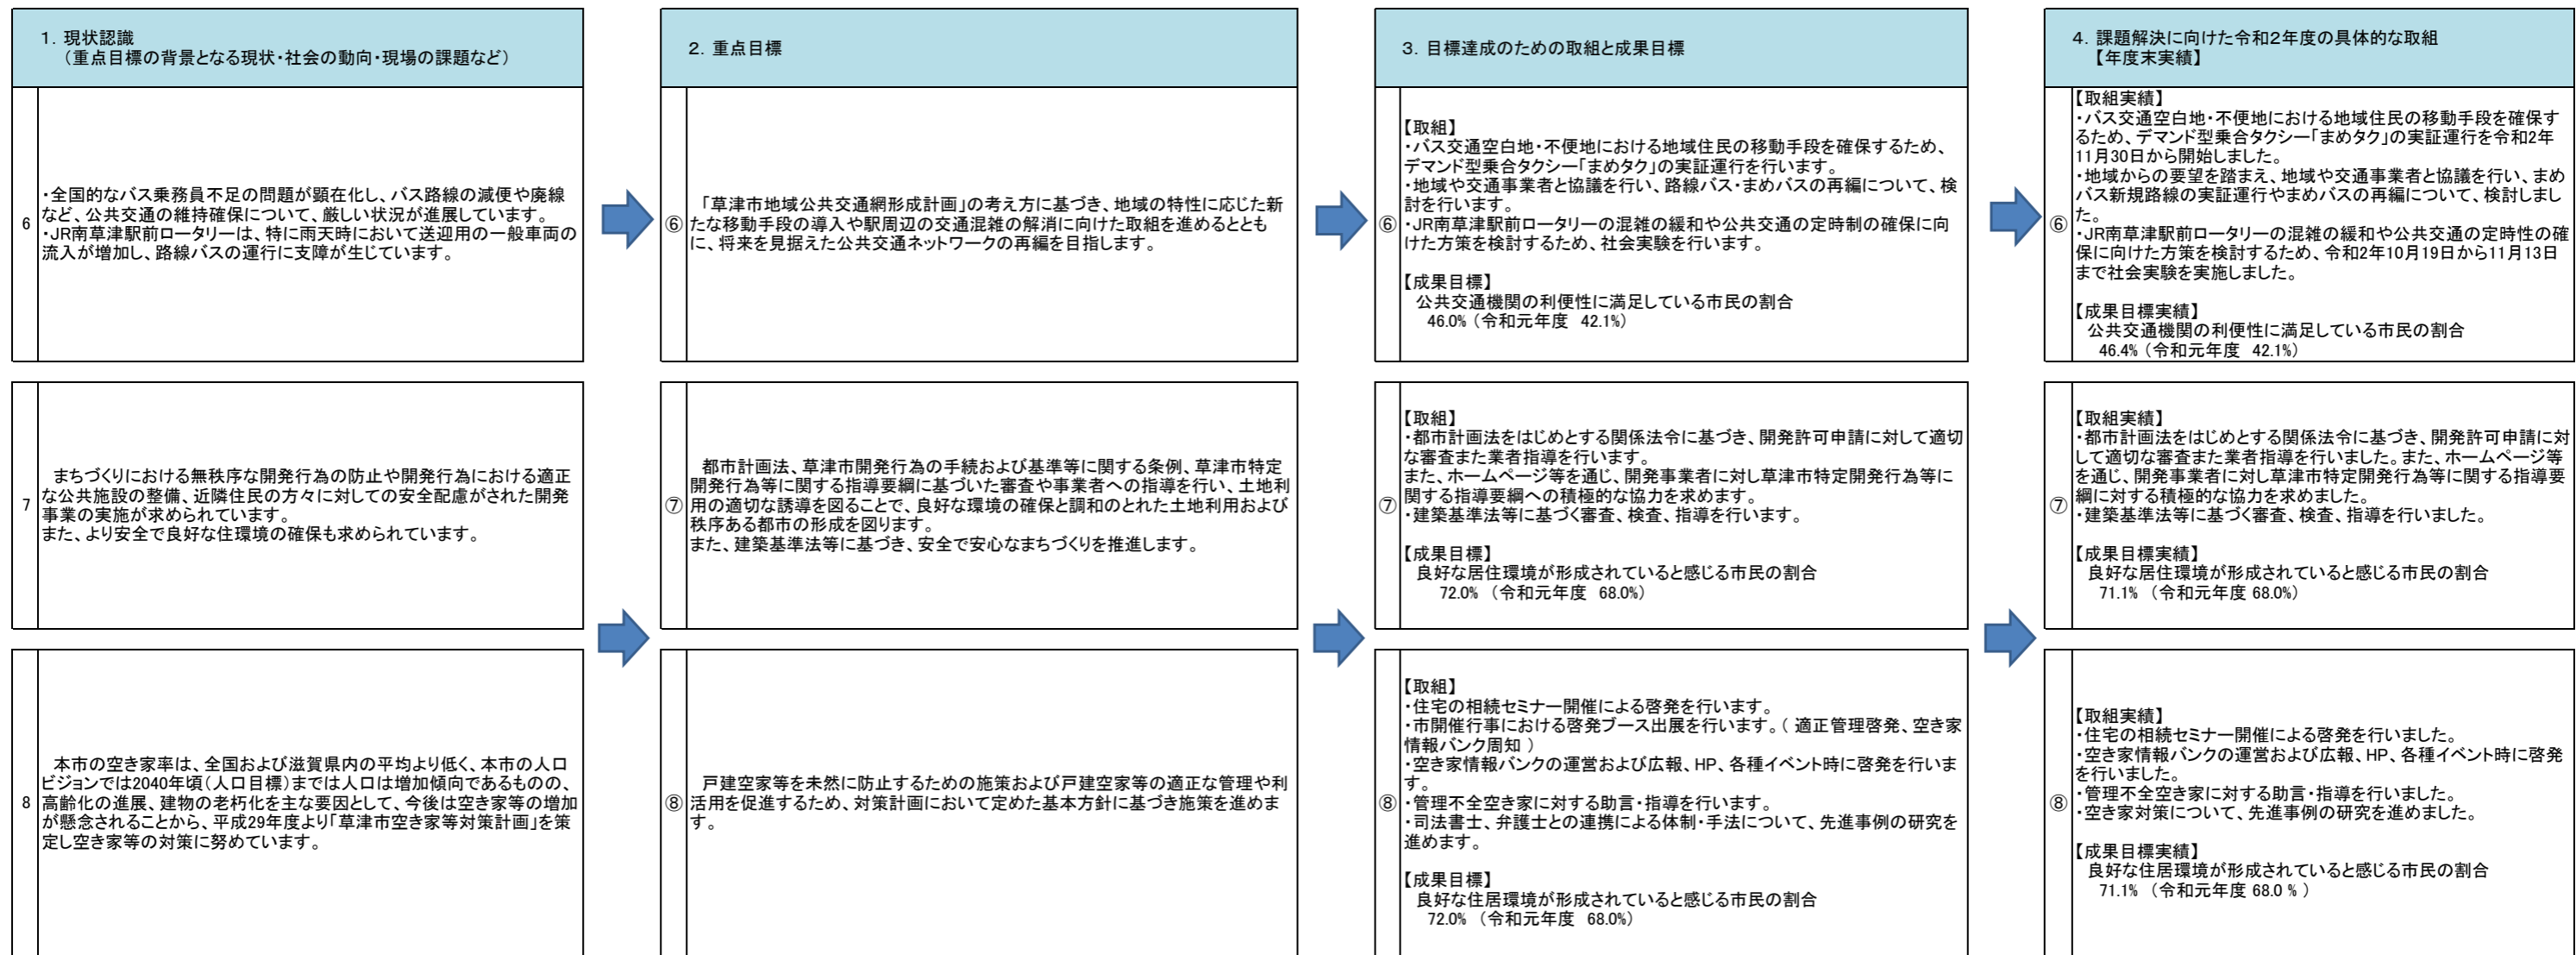 1．現状認識
（重点目標の背景となる現状・社会の動向・現場の課題など）
2．重点目標
3．目標達成のための取組と成果目標
4．課題解決に向けた令和2年度の具体的な取組
【年度末実績】
6
・全国的なバス乗務員不足の問題が顕在化し、バス路線の減便や廃線
など、公共交通の維持確保について、厳しい状況が進展しています。
・JR南草津駅前ロータリーは、特に雨天時において送迎用の一般車両の
流入が増加し、路線バスの運行に支障が生じています。
⑥
「草津市地域公共交通網形成計画」の考え方に基づき、地域の特性に応じた新
たな移動手段の導入や駅周辺の交通混雑の解消に向けた取組を進めるととも
に、将来を見据えた公共交通ネットワークの再編を目指します。
⑥
【取組】
・バス交通空白地・不便地における地域住民の移動手段を確保するため、
デマンド型乗合タクシー「まめタク」の実証運行を行います。
・地域や交通事業者と協議を行い、路線バス・まめバスの再編について、検
討を行います。
・JR南草津駅前ロータリーの混雑の緩和や公共交通の定時制の確保に向
けた方策を検討するため、社会実験を行います。
【成果目標】
公共交通機関の利便性に満足している市民の割合
46.0%（令和元年度 42.1%）
⑥
【取組実績】
・バス交通空白地・不便地における地域住民の移動手段を確保す
るため、デマンド型乗合タクシー「まめタク」の実証運行を令和2年
11月30日から開始しました。
・地域からの要望を踏まえ、地域や交通事業者と協議を行い、まめ
バス新規路線の実証運行やまめバスの再編について、検討しまし
た。
・JR南草津駅前ロータリーの混雑の緩和や公共交通の定時性の確
保に向けた方策を検討するため、令和2年10月19日から11月13日
まで社会実験を実施しました。
【成果目標実績】
公共交通機関の利便性に満足している市民の割合
46.4%（令和元年度 42.1%）
7
まちづくりにおける無秩序な開発行為の防止や開発行為における適正
な公共施設の整備、近隣住民の方々に対しての安全配慮がされた開発
事業の実施が求められています。
また、より安全で良好な住環境の確保も求められています。
⑦
都市計画法、草津市開発行為の手続および基準等に関する条例、草津市特定
開発行為等に関する指導要綱に基づいた審査や事業者への指導を行い、土地利
用の適切な誘導を図ることで、良好な環境の確保と調和のとれた土地利用および
秩序ある都市の形成を図ります。
また、建築基準法等に基づき、安全で安心なまちづくりを推進します。
⑦
【取組】
・都市計画法をはじめとする関係法令に基づき、開発許可申請に対して適切
な審査また業者指導を行います。
また、ホームページ等を通じ、開発事業者に対し草津市特定開発行為等に
関する指導要綱への積極的な協力を求めます。
・建築基準法等に基づく審査、検査、指導を行います。
【成果目標】
良好な居住環境が形成されていると感じる市民の割合
72.0% （令和元年度 68.0%）
⑦
【取組実績】
・都市計画法をはじめとする関係法令に基づき、開発許可申請に対
して適切な審査また業者指導を行いました。また、ホームページ等
を通じ、開発事業者に対し草津市特定開発行為等に関する指導要
綱に対する積極的な協力を求めました。
・建築基準法等に基づく審査、検査、指導を行いました。
【成果目標実績】
良好な居住環境が形成されていると感じる市民の割合
71.1% （令和元年度 68.0%）
8
本市の空き家率は、全国および滋賀県内の平均より低く、本市の人口
ビジョンでは2040年頃（人口目標）までは人口は増加傾向であるものの、
高齢化の進展、建物の老朽化を主な要因として、今後は空き家等の増加
が懸念されることから、平成29年度より「草津市空き家等対策計画」を策
定し空き家等の対策に努めています。
⑧
戸建空家等を未然に防止するための施策および戸建空家等の適正な管理や利
活用を促進するため、対策計画において定めた基本方針に基づき施策を進めま
す。
⑧
【取組】
・住宅の相続セミナー開催による啓発を行います。
・市開催行事における啓発ブース出展を行います。（ 適正管理啓発、空き家
情報バンク周知 ）
・空き家情報バンクの運営および広報、HP、各種イベント時に啓発を行いま
す。
・管理不全空き家に対する助言・指導を行います。
・司法書士、弁護士との連携による体制・手法について、先進事例の研究を
進めます。
【成果目標】
良好な住居環境が形成されていると感じる市民の割合
72.0% （令和元年度 68.0%）
⑧
【取組実績】
・住宅の相続セミナー開催による啓発を行いました。
・空き家情報バンクの運営および広報、HP、各種イベント時に啓発
を行いました。
・管理不全空き家に対する助言・指導を行いました。
・空き家対策について、先進事例の研究を進めました。
【成果目標実績】
良好な住居環境が形成されていると感じる市民の割合
71.1% （令和元年度 68.0 % ）